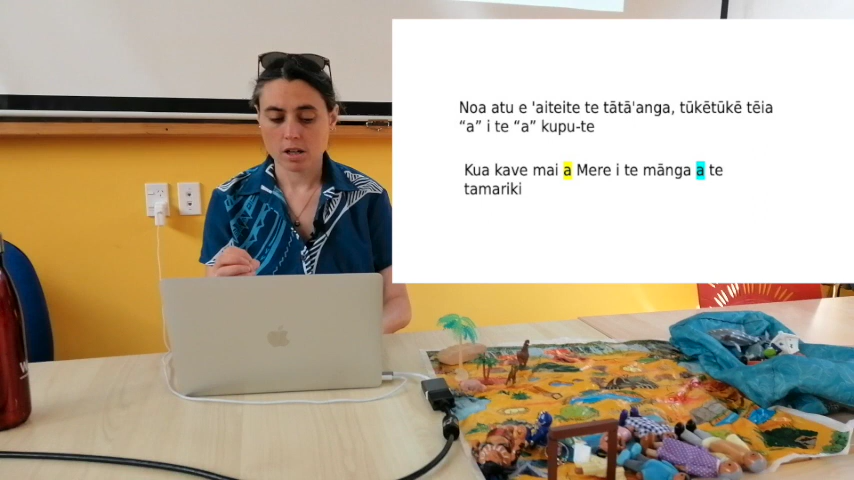 Noa atu e 'aiteite te tātā'anga, tūkētūkē tēia
“a” i te “a” kupu-te
Kua kave mai a Mere i te mānga a te
tamariki